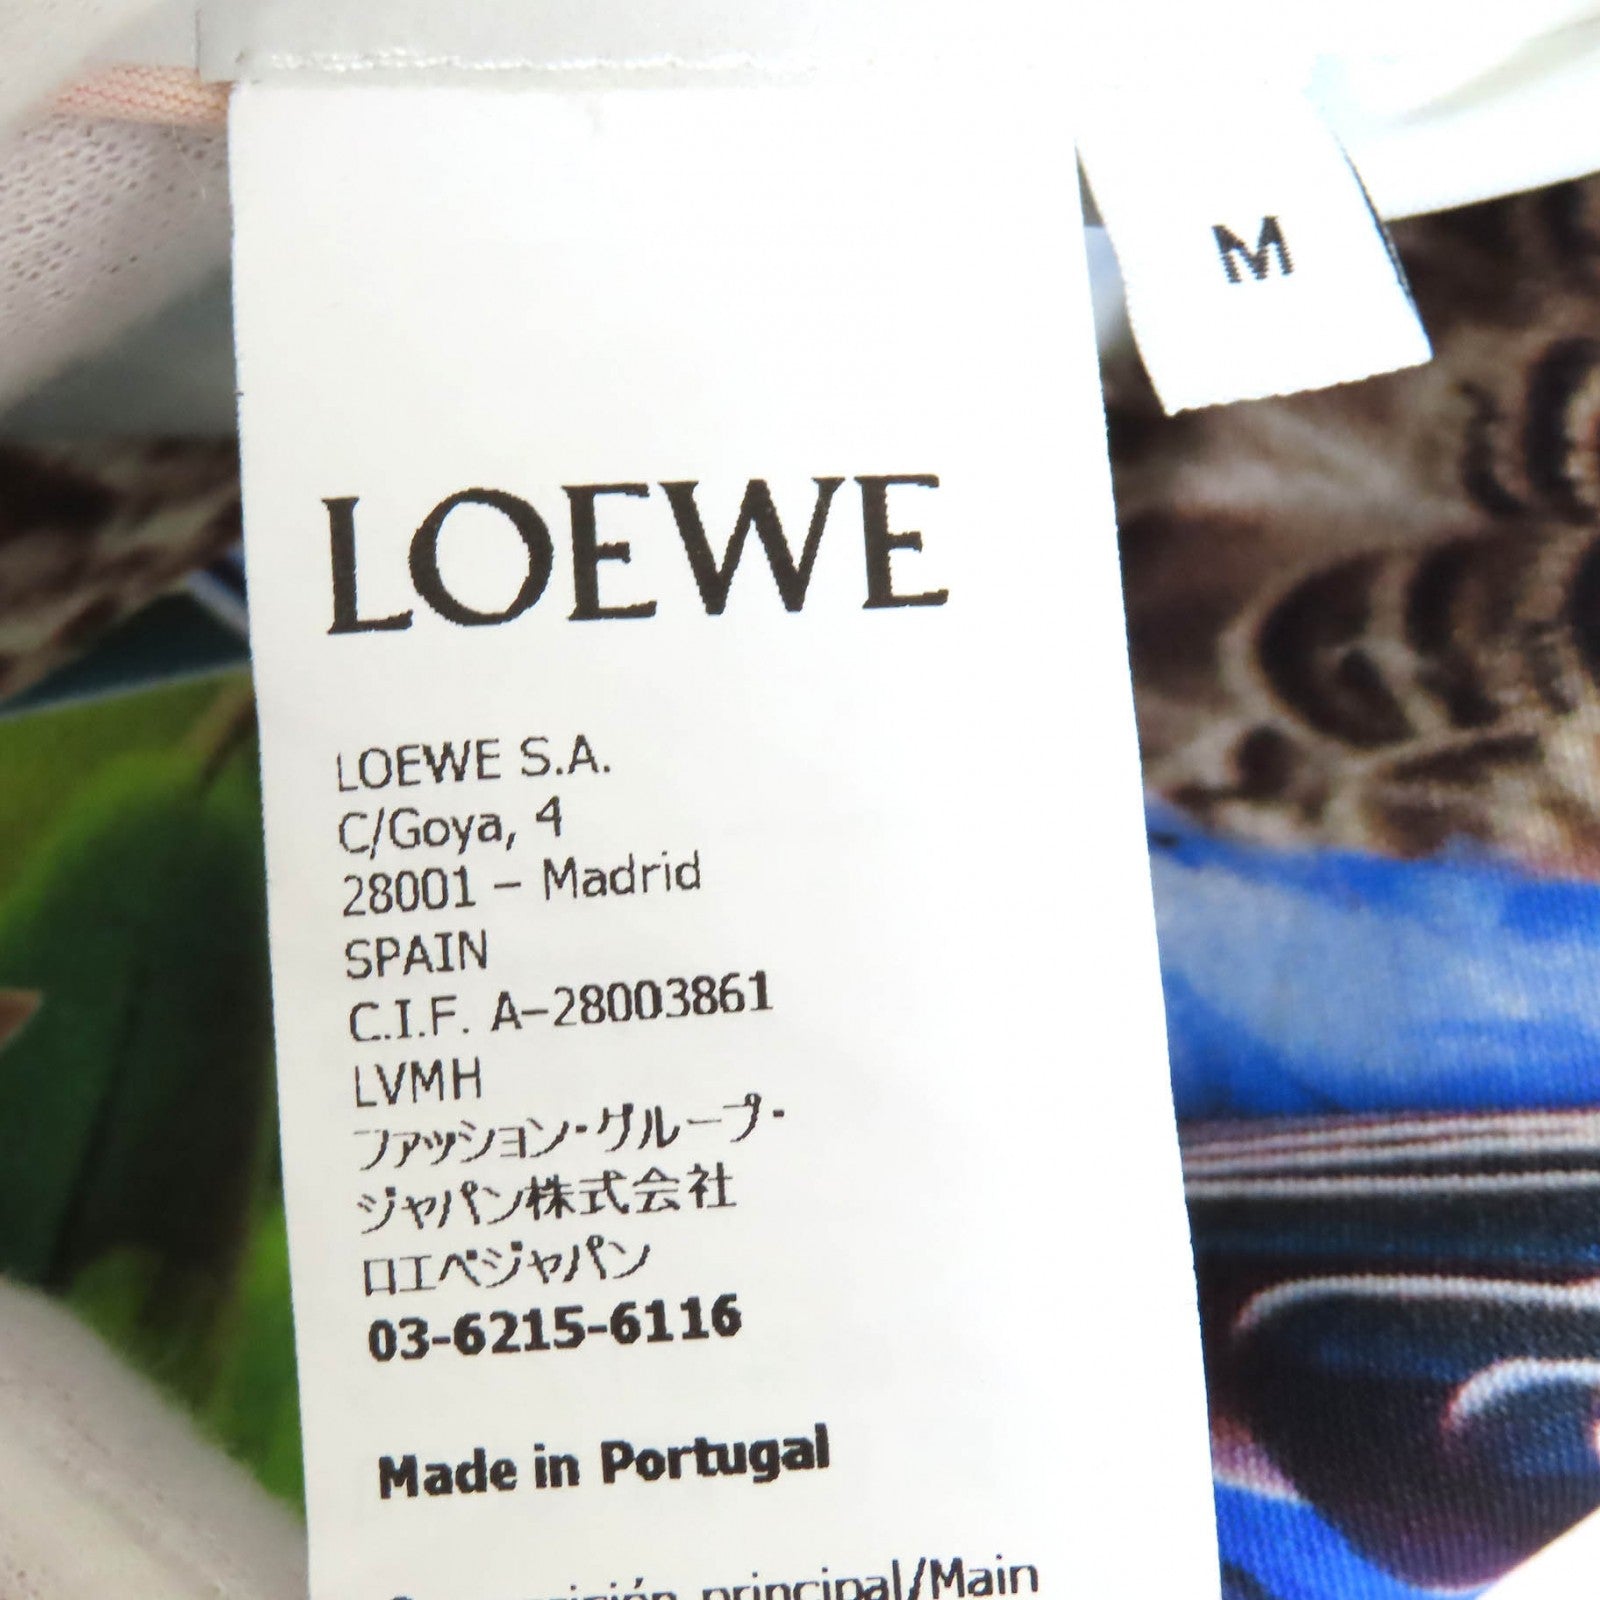 M
LOEWE
LOEWE S.A.
C/Goya, 4
28001 – Madrid
SPAIN
C.I.F. A–28003861
LVMH
ファッション・グループ・
ジャパン株式会社
ロエベジャパン
03-6215-6116
Made in Portugal
principal/Main